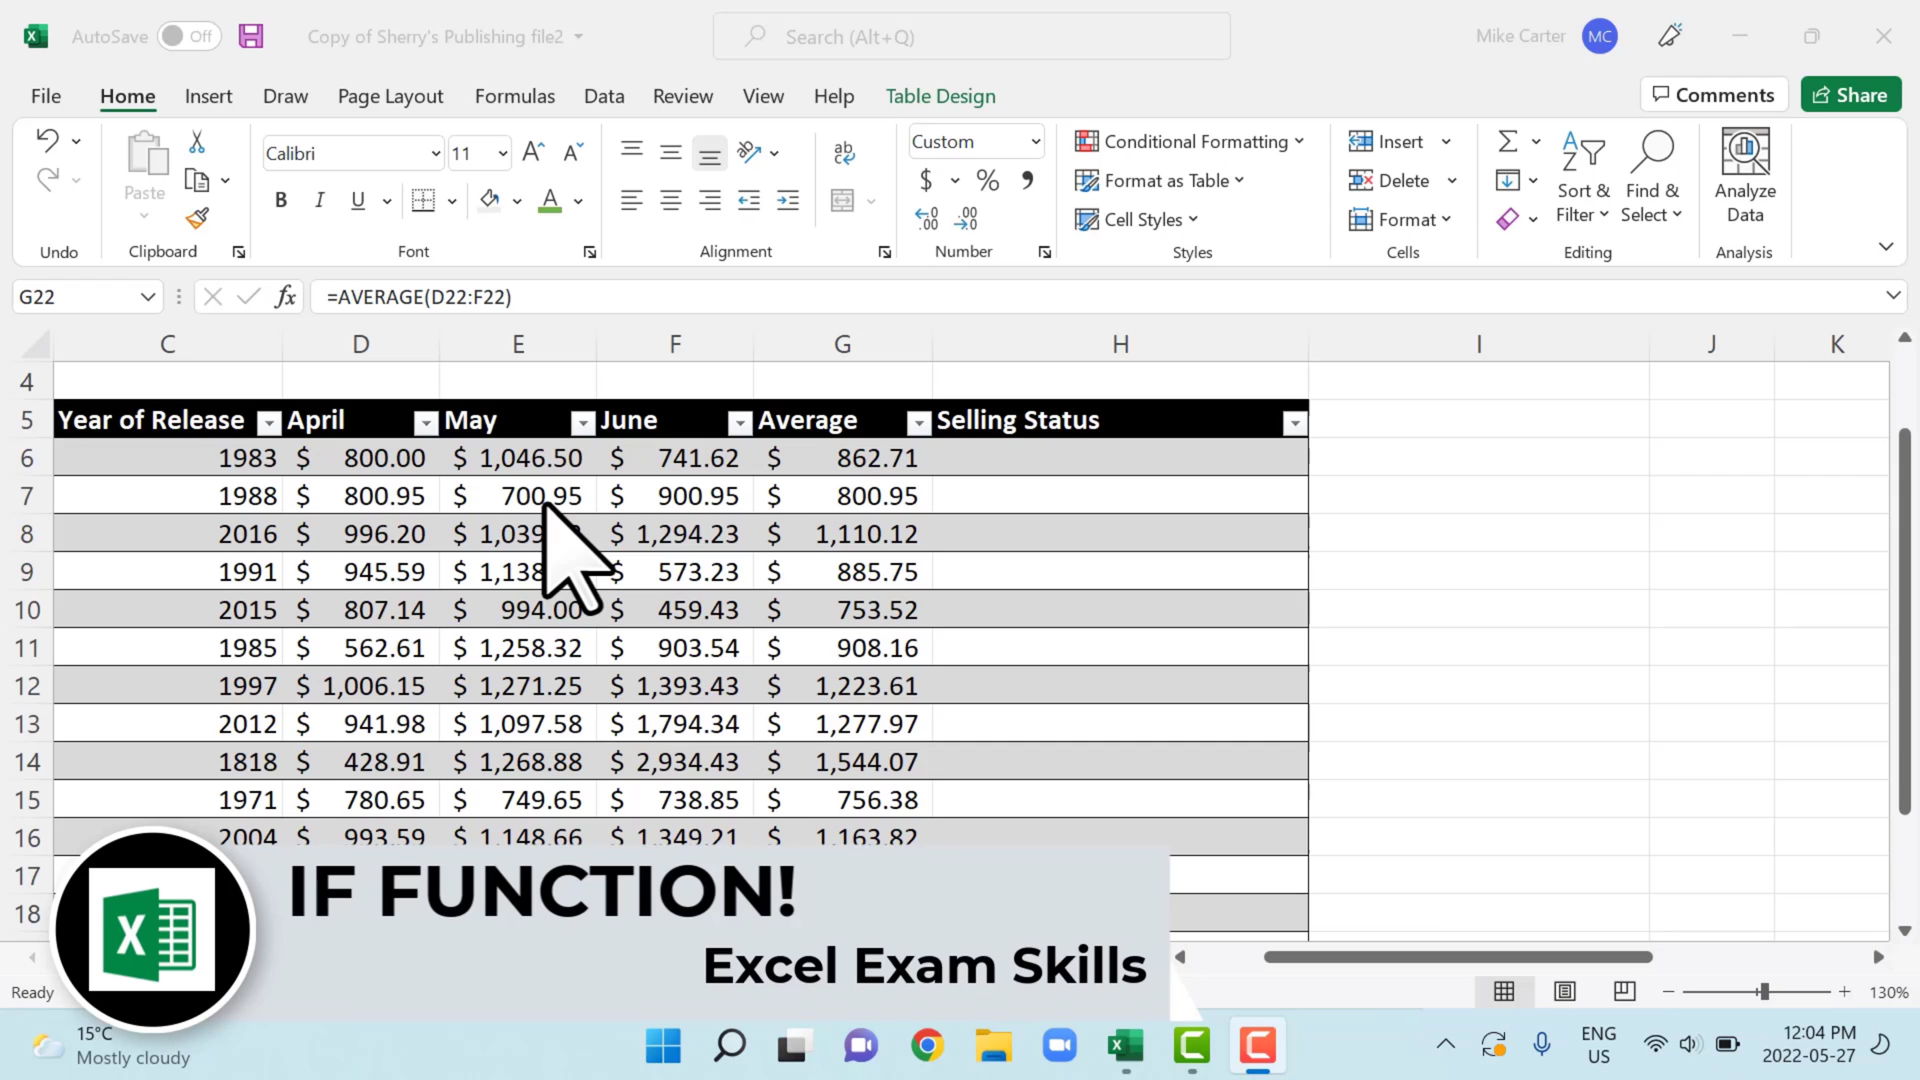 AutoSave Off Copy of Sherry's Publishing file2 Search (Alt+Q) Mike Carter MC
File Home Insert Draw Page Layout Formulas Data Review View Help Table Design Comments Share
Calibri 11 Custom Conditional Formatting Insert
Paste Format as Table Delete Sort & Find & Analyze
B I U $ % Cell Styles Format Filter Select Data
Undo Clipboard Font Alignment Number Styles Cells Editing Analysis
G22 fx =AVERAGE(D22:F22)
C D E F G H I J K
4
5 Year of Release April May June Average Selling Status
6 1983 $ 800.00 $ 1,046.50 $ 741.62 $ 862.71
7 1988 $ 800.95 $ 700.95 $ 900.95 $ 800.95
8 2016 $ 996.20 $ $ 1,294.23 $ 1,110.12
9 1991 $ 945.59 $ $ 573.23 $ 885.75
10 2015 $ 807.14 $ 994.00 $ 459.43 $ 753.52
11 1985 $ 562.61 $ 1,258.32 $ 903.54 $ 908.16
12 1997 $ 1,006.15 $ 1,271.25 $ 1,393.43 $ 1,223.61
13 2012 $ 941.98 $ 1,097.58 $ 1,794.34 $ 1,277.97
14 1818 $ 428.91 $ 1,268.88 $ 2,934.43 $ 1,544.07
15 1971 $ 780.65 $ 749.65 $ 738.85 $ 756.38
16 2004 $ 993.59 $ 1,148.66 $ 1,349.21 $ 1,163.82
17
18
IF FUNCTION!
Excel Exam Skills
Ready 130%
15°C
Mostly cloudy
ENG
US
12:04 PM
2022-05-27